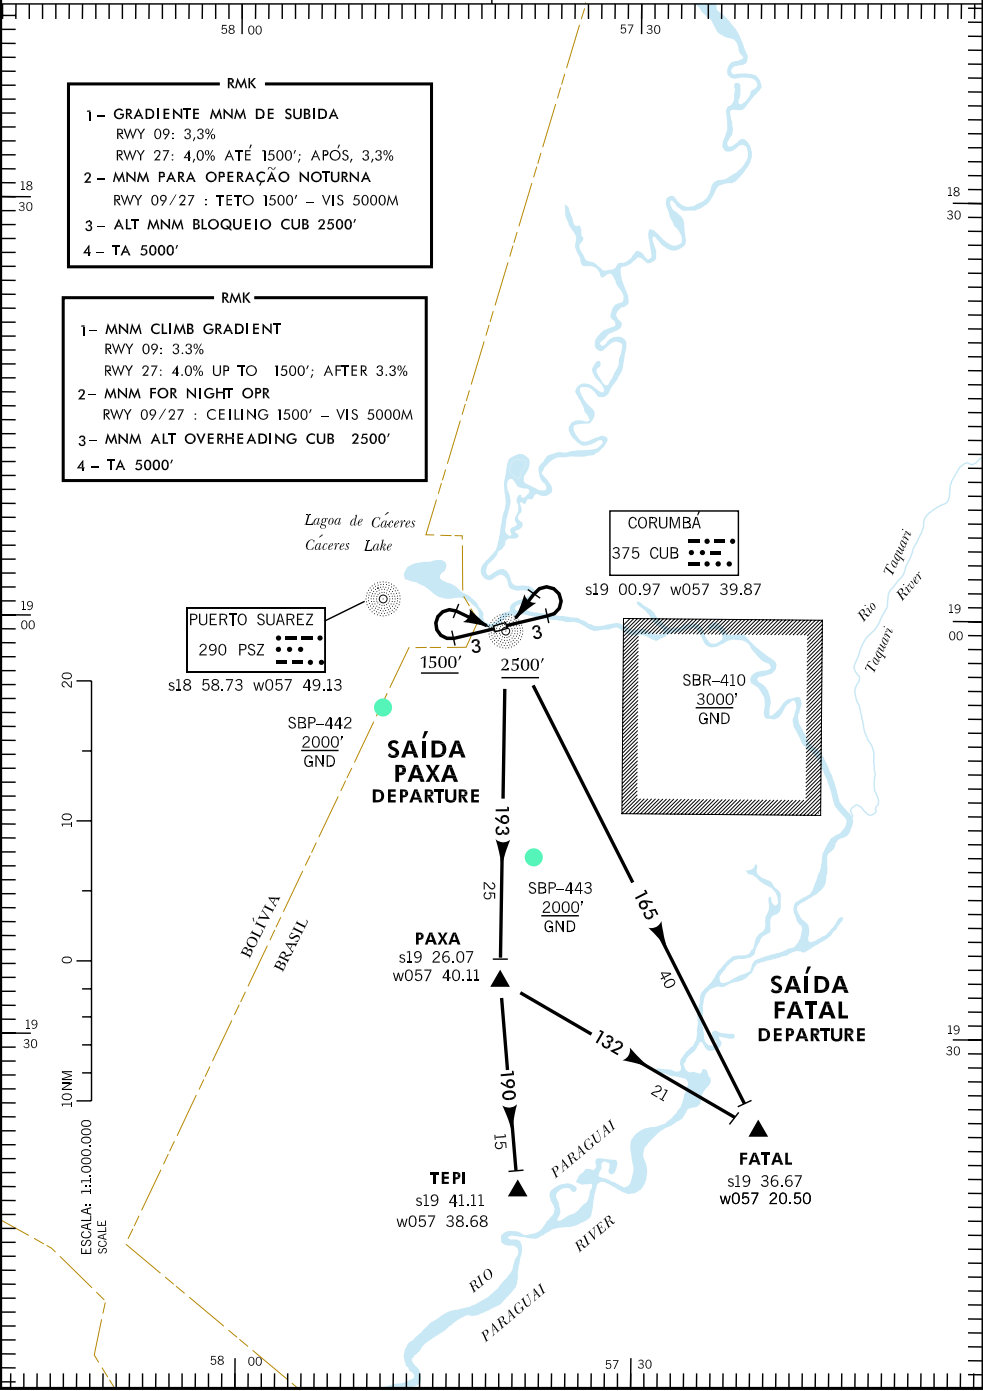 58 00
57 30
RMK
1– GRADIENTE MNM DE SUBIDA
RWY 09: 3,3%
RWY 27: 4,0% ATÉ 1500'; APÓS, 3,3%
2 – MNM PARA OPERAÇÃO NOTURNA
RWY 09/27 : TETO 1500' – VIS 5000M
3 – ALT MNM BLOQUEIO CUB 2500'
4 – TA 5000'
18
30
18
30
RMK
1– MNM CLIMB GRADIENT
RWY 09: 3.3%
RWY 27: 4.0% UP TO 1500'; AFTER 3.3%
2– MNM FOR NIGHT OPR
RWY 09/27 : CEILING 1500' – VIS 5000M
3– MNM ALT OVERHEADING CUB 2500'
4 – TA 5000'
Lagoa de Cáceres
Cáceres Lake
CORUMBÁ
375 CUB
s19 00.97 w057 39.87
Rio Taquari
Taquari River
19
00
19
00
PUERTO SUAREZ
290 PSZ
s18 58.73 w057 49.13
3
3
1500'
2500'
SBR–410
3000'
GND
SBP–442
2000'
GND
SAÍDA
PAXA
DEPARTURE
20
10
0
10NM
193
25
SBP–443
2000'
GND
165
40
BOLÍVIA
BRASIL
PAXA
s19 26.07
w057 40.11
SAÍDA
FATAL
DEPARTURE
19
30
19
30
132
21
190
15
ESCALA: 1:1.000.000
SCALE
TEPI
s19 41.11
w057 38.68
FATAL
s19 36.67
w057 20.50
RIO PARAGUAI
PARAGUAI RIVER
58 00
57 30